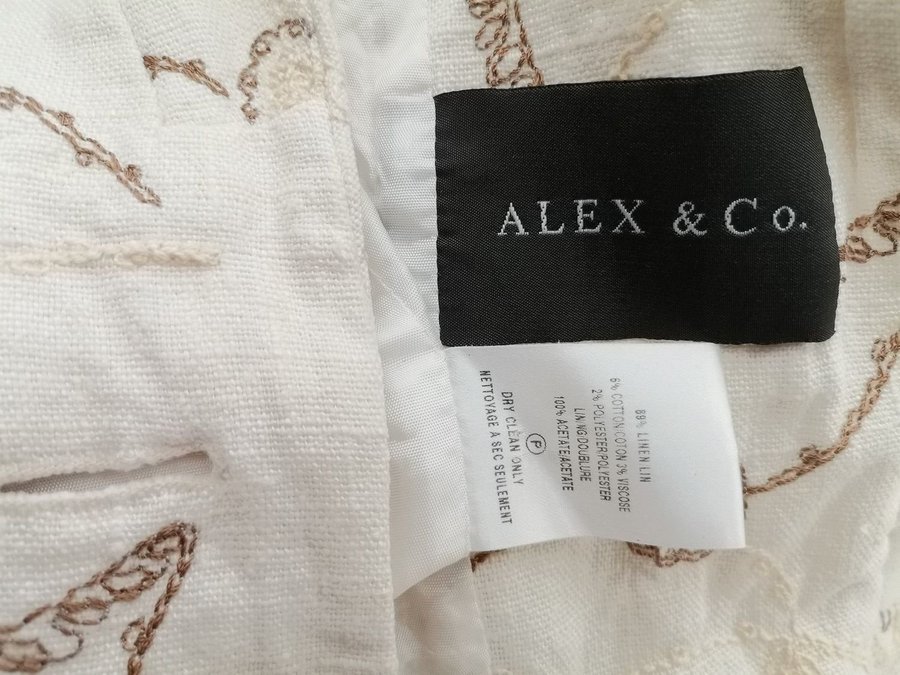 ALEX & Co.
89% LINEN LIN
6% COTTON/COTON 3% VISCOSE
2% POLYESTER/POLYESTER
LINING/DOUBLURE
100% ACETATE/ACETATE
P
DRY CLEAN ONLY
NETTOYAGE A SEC SEULEMENT